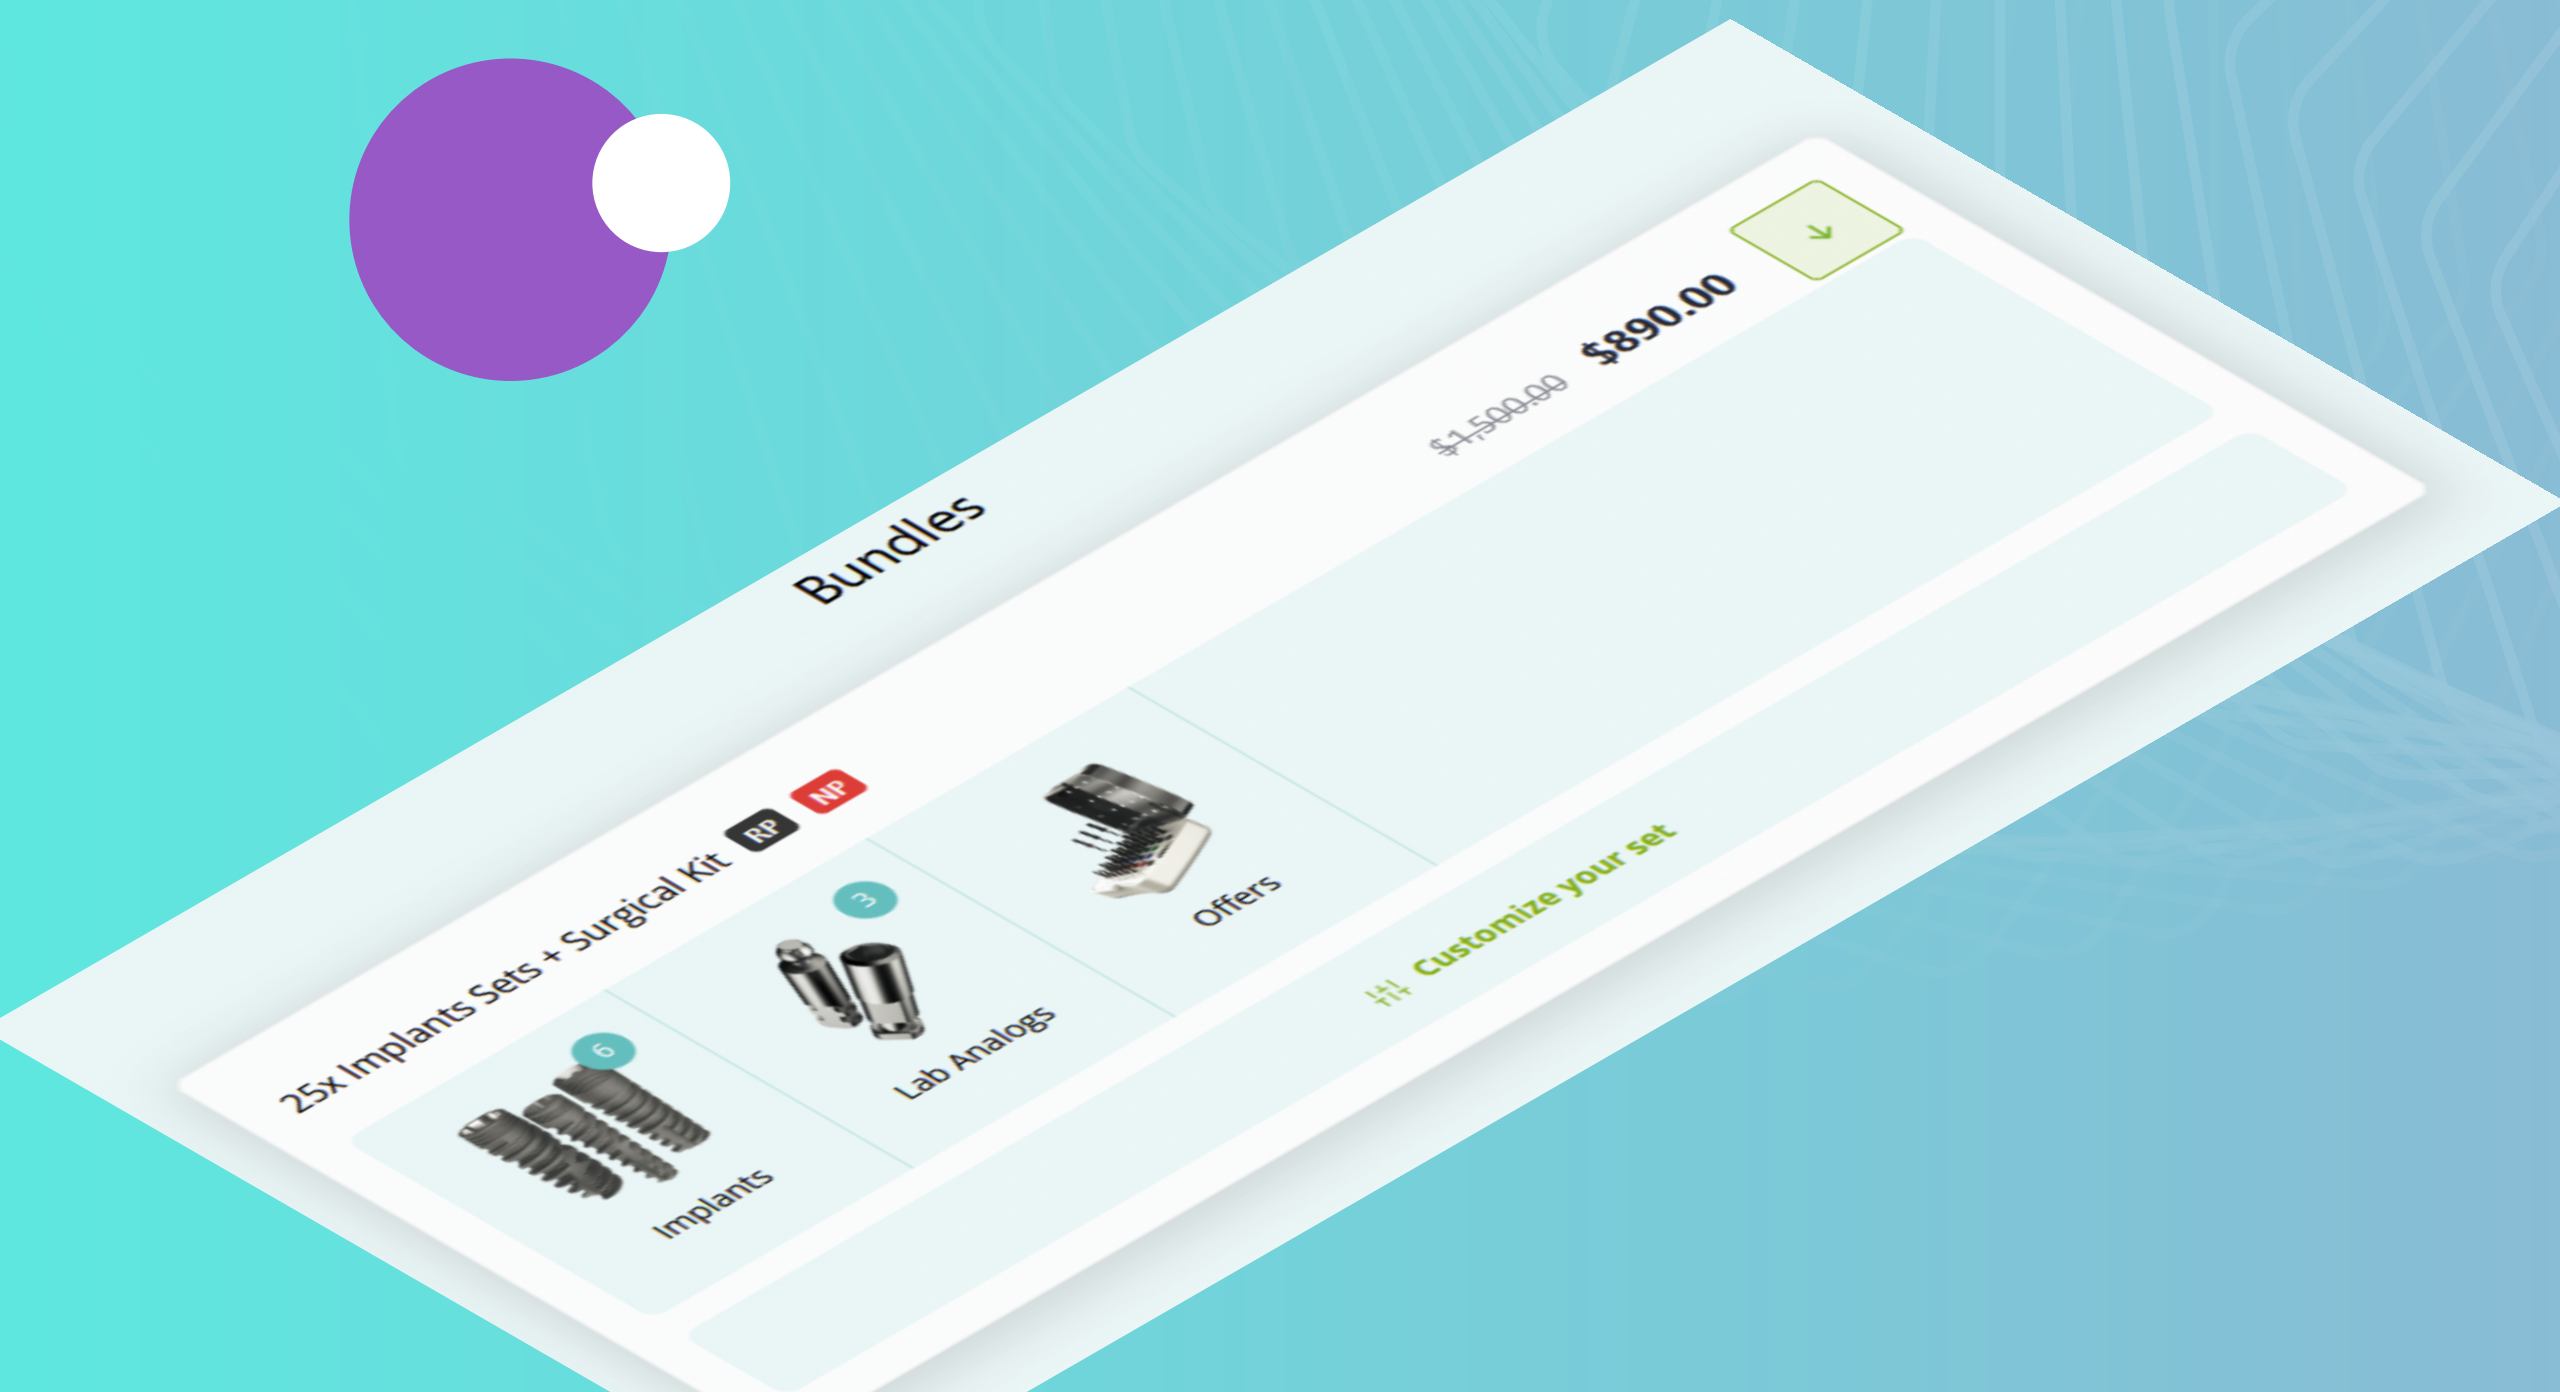 Bundles
25x Implants Sets + Surgical Kit RP NP
$1,500.00 $890.00
6
Implants
3
Lab Analogs
Offers
Customize your set